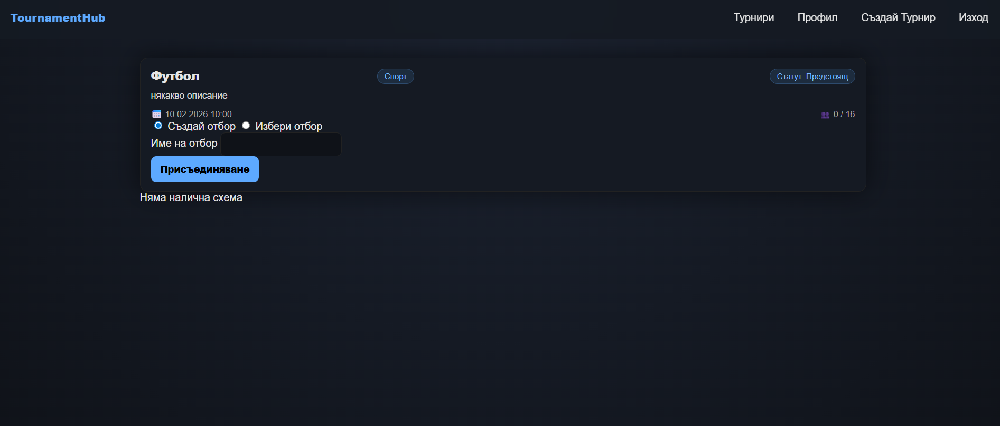 TournamentHub Турнири Профил Създай Турнир Изход
Футбол Спорт Статут: Предстоящ
някакво описание
10.02.2026 10:00 0 / 16
Създай отбор Избери отбор
Име на отбор
Присъединяване
Няма налична схема